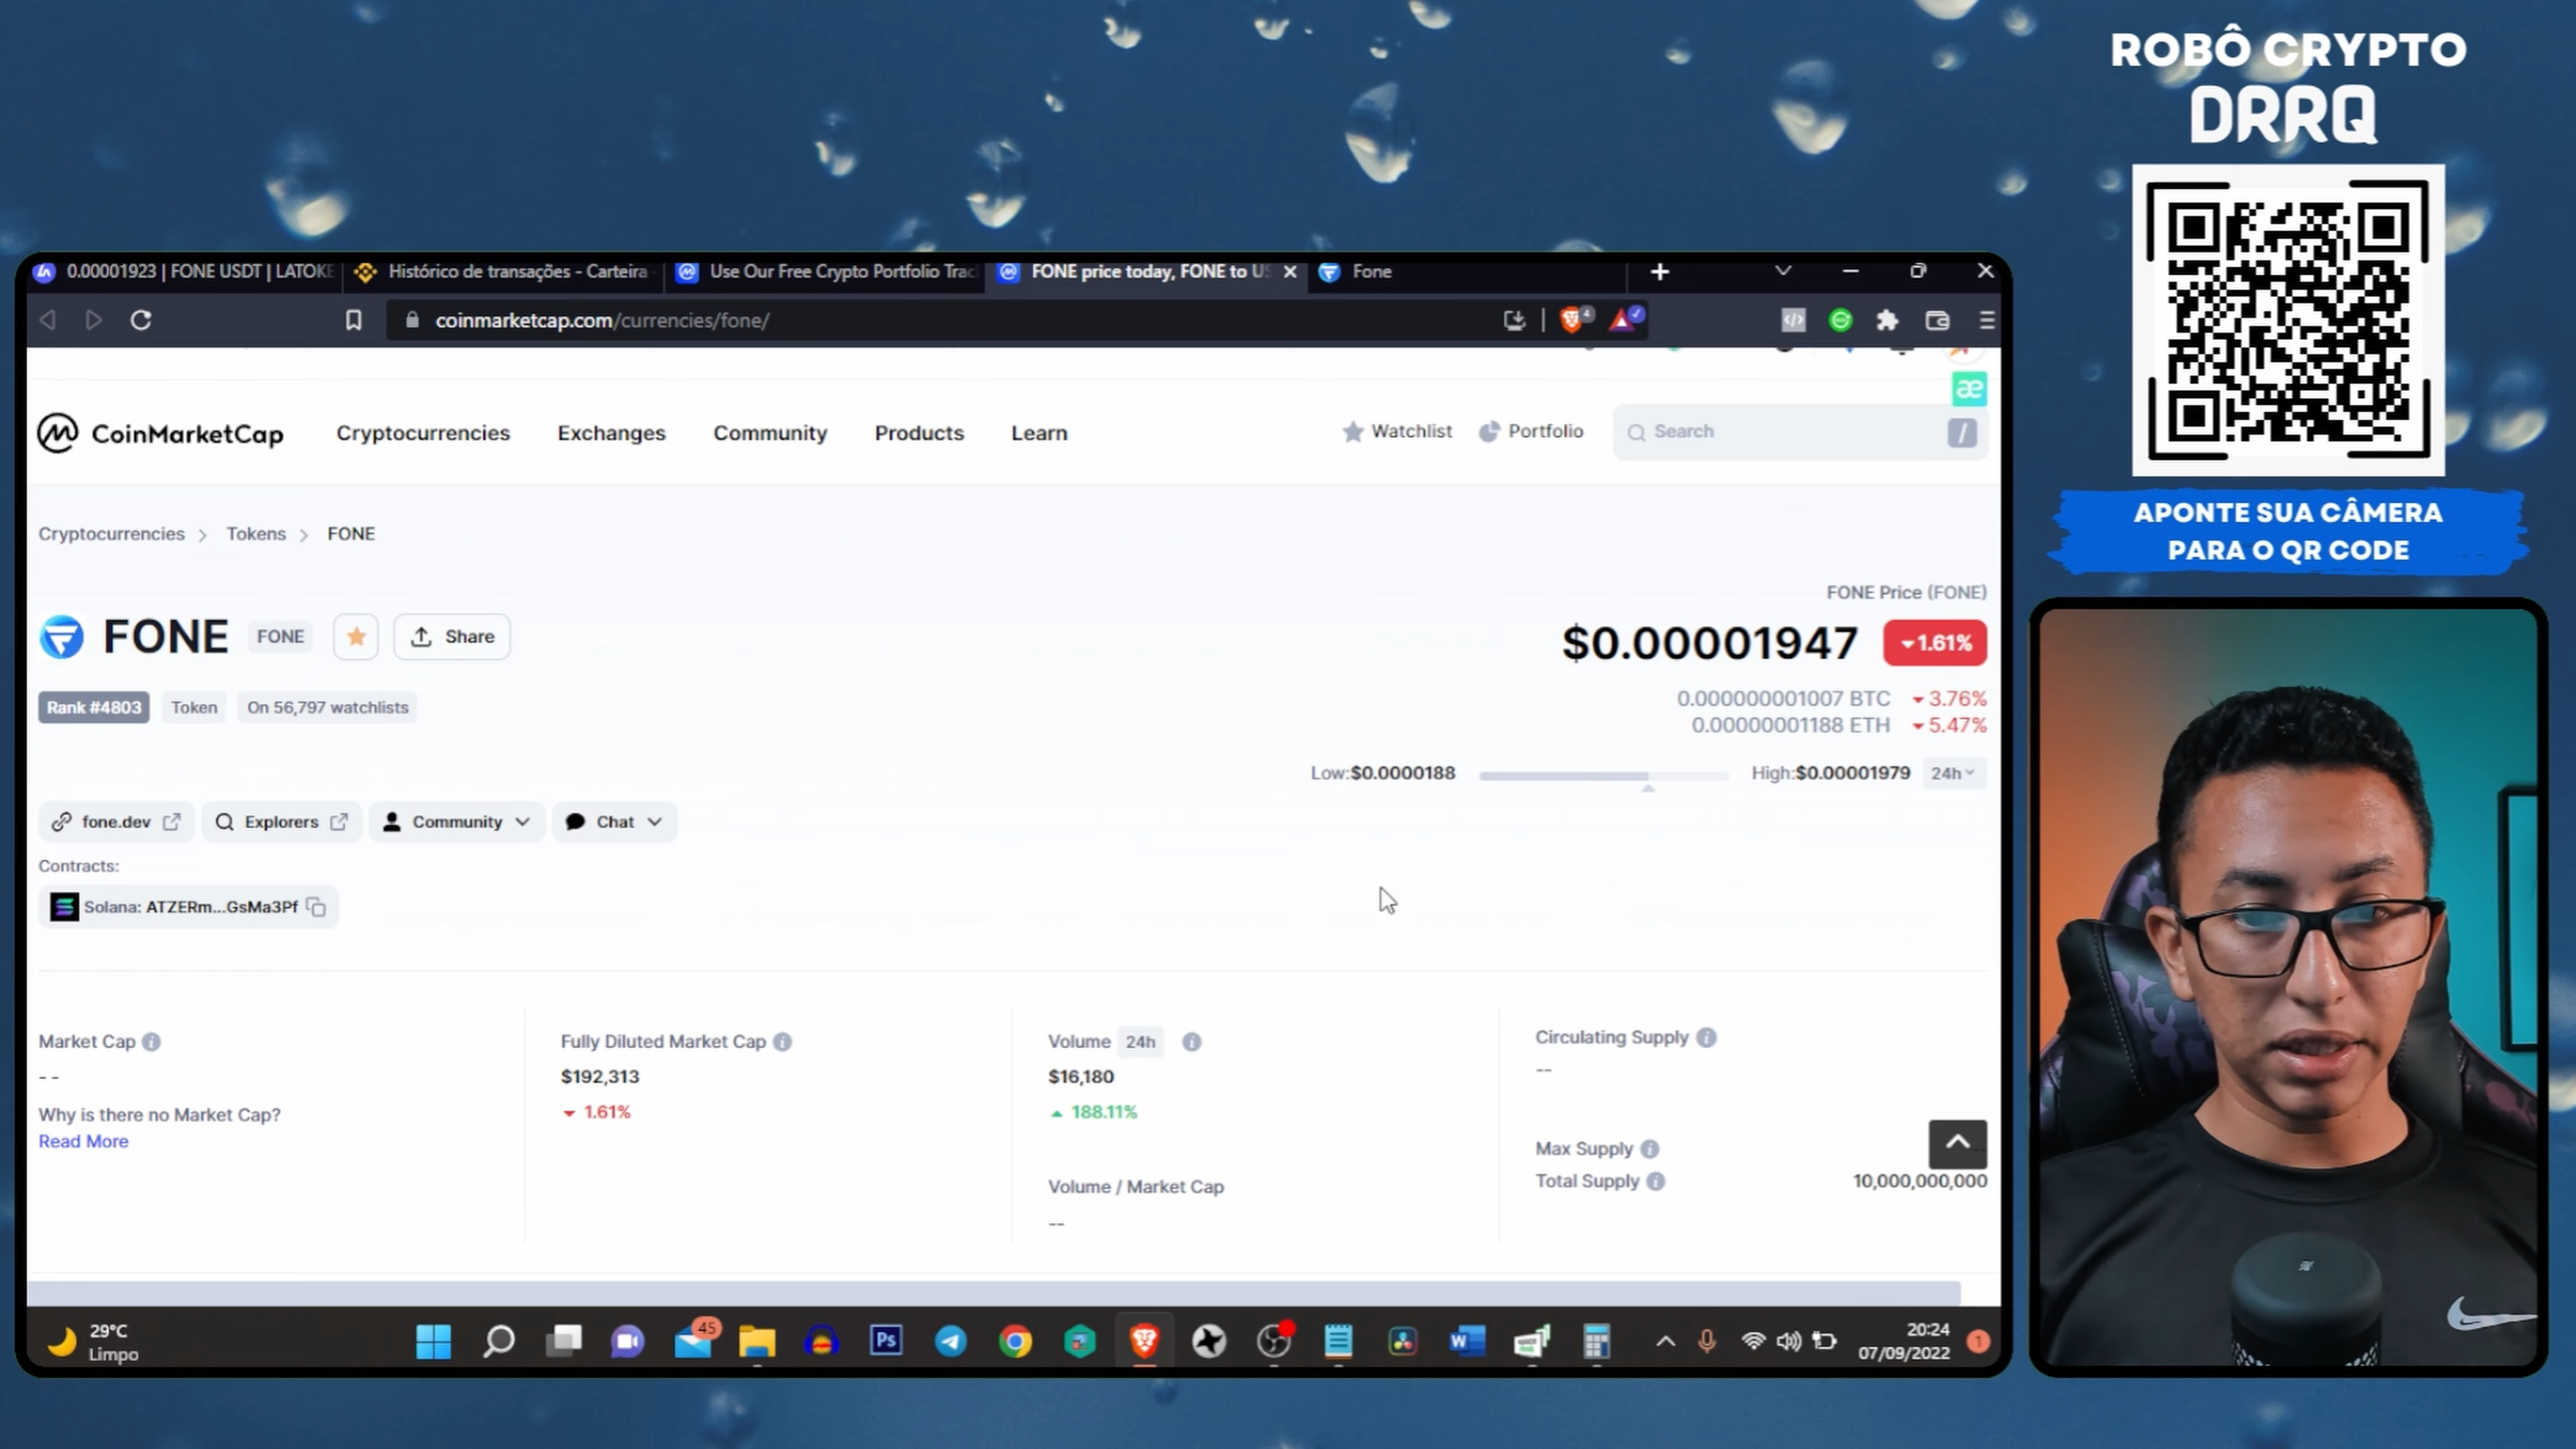 ROBÔ CRYPTO
DRRQ
APONTE SUA CÂMERA
PARA O QR CODE
0.00001923 | FONE USDT | LATOKE
Histórico de transações - Carteira
Use Our Free Crypto Portfolio Trac
FONE price today, FONE to US
Fone
coinmarketcap.com/currencies/fone/
4
æ
CoinMarketCap
Cryptocurrencies
Exchanges
Community
Products
Learn
Watchlist
Portfolio
Search
/
Cryptocurrencies > Tokens > FONE
FONE Price (FONE)
FONE
FONE
Share
$0.00001947
1.61%
Rank #4803
Token
On 56,797 watchlists
0.000000001007 BTC 3.76%
0.00000001188 ETH 5.47%
Low:$0.0000188
High:$0.00001979
24h
fone.dev
Explorers
Community
Chat
Contracts:
Solana: ATZERm...GsMa3Pf
Market Cap
- -
Why is there no Market Cap?
Read More
Fully Diluted Market Cap
$192,313
1.61%
Volume 24h
$16,180
188.11%
Volume / Market Cap
--
Circulating Supply
--
Max Supply
Total Supply
10,000,000,000
29°C
Limpo
45
Ps
W
20:24
07/09/2022
1